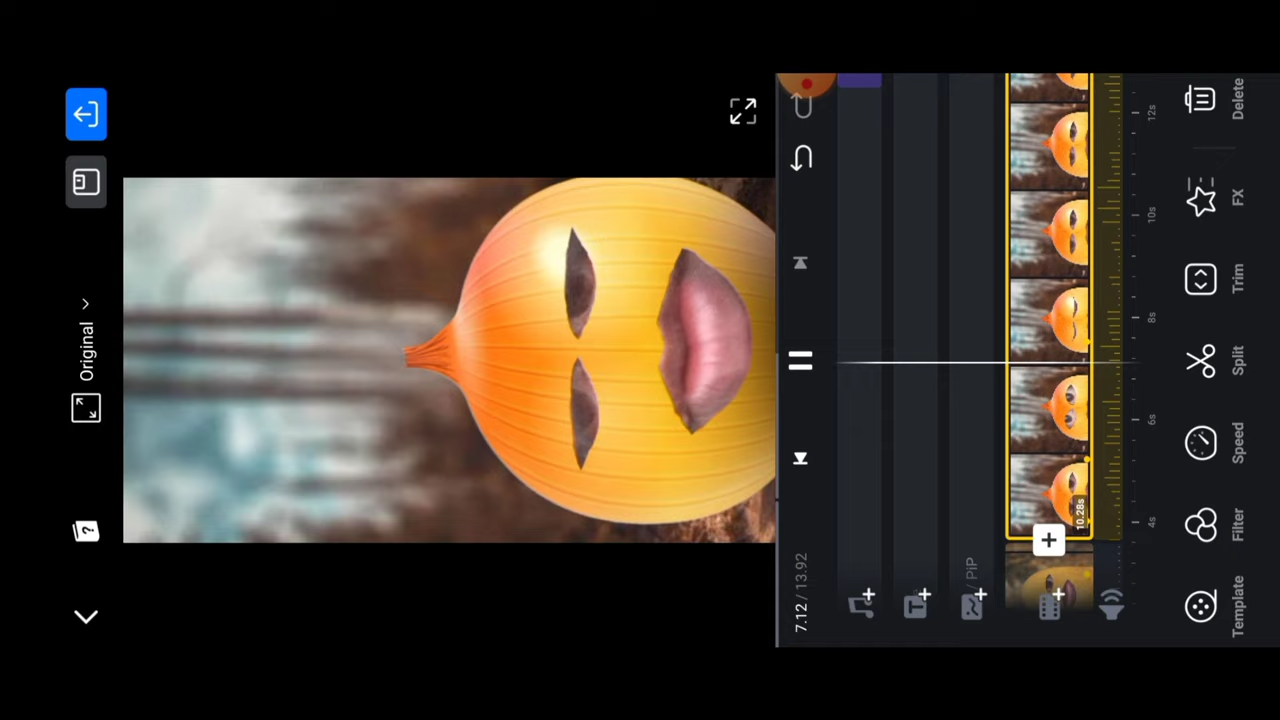 Original
?
7.12 / 13.92
/ PiP
T
10.28s
4s
6s
8s
10s
12s
Template
Filter
Speed
Split
Trim
FX
Delete